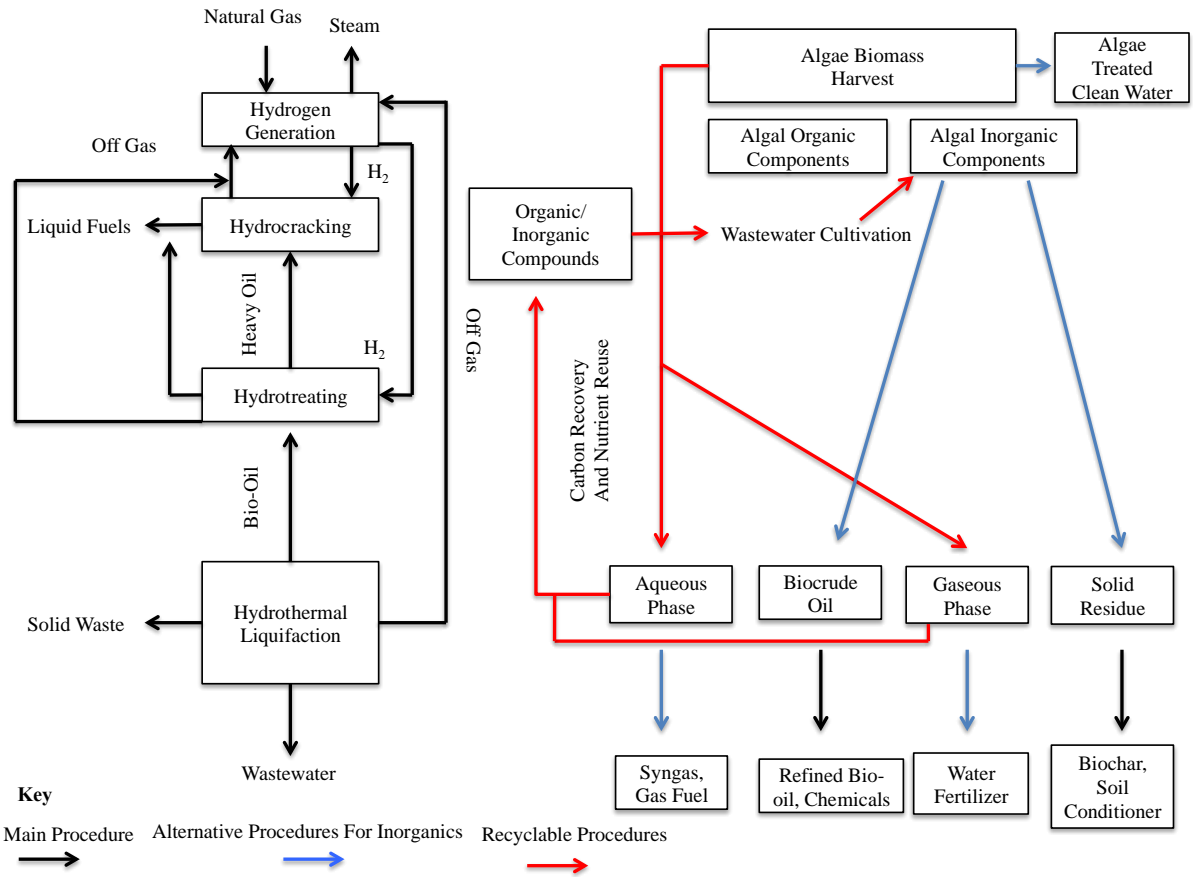 Natural Gas
Steam
Hydrogen
Generation
Off Gas
H2
Liquid Fuels
Hydrocracking
Heavy Oil
H2
Off Gas
Hydrotreating
Bio-Oil
Solid Waste
Hydrothermal
Liquifaction
Wastewater
Algae Biomass
Harvest
Algae
Treated
Clean Water
Algal Organic
Components
Algal Inorganic
Components
Organic/
Inorganic
Compounds
Wastewater Cultivation
Carbon Recovery
And Nutrient Reuse
Aqueous
Phase
Biocrude
Oil
Gaseous
Phase
Solid
Residue
Syngas,
Gas Fuel
Refined Bio-
oil, Chemicals
Water
Fertilizer
Biochar,
Soil
Conditioner
Key
Main Procedure
Alternative Procedures For Inorganics
Recyclable Procedures